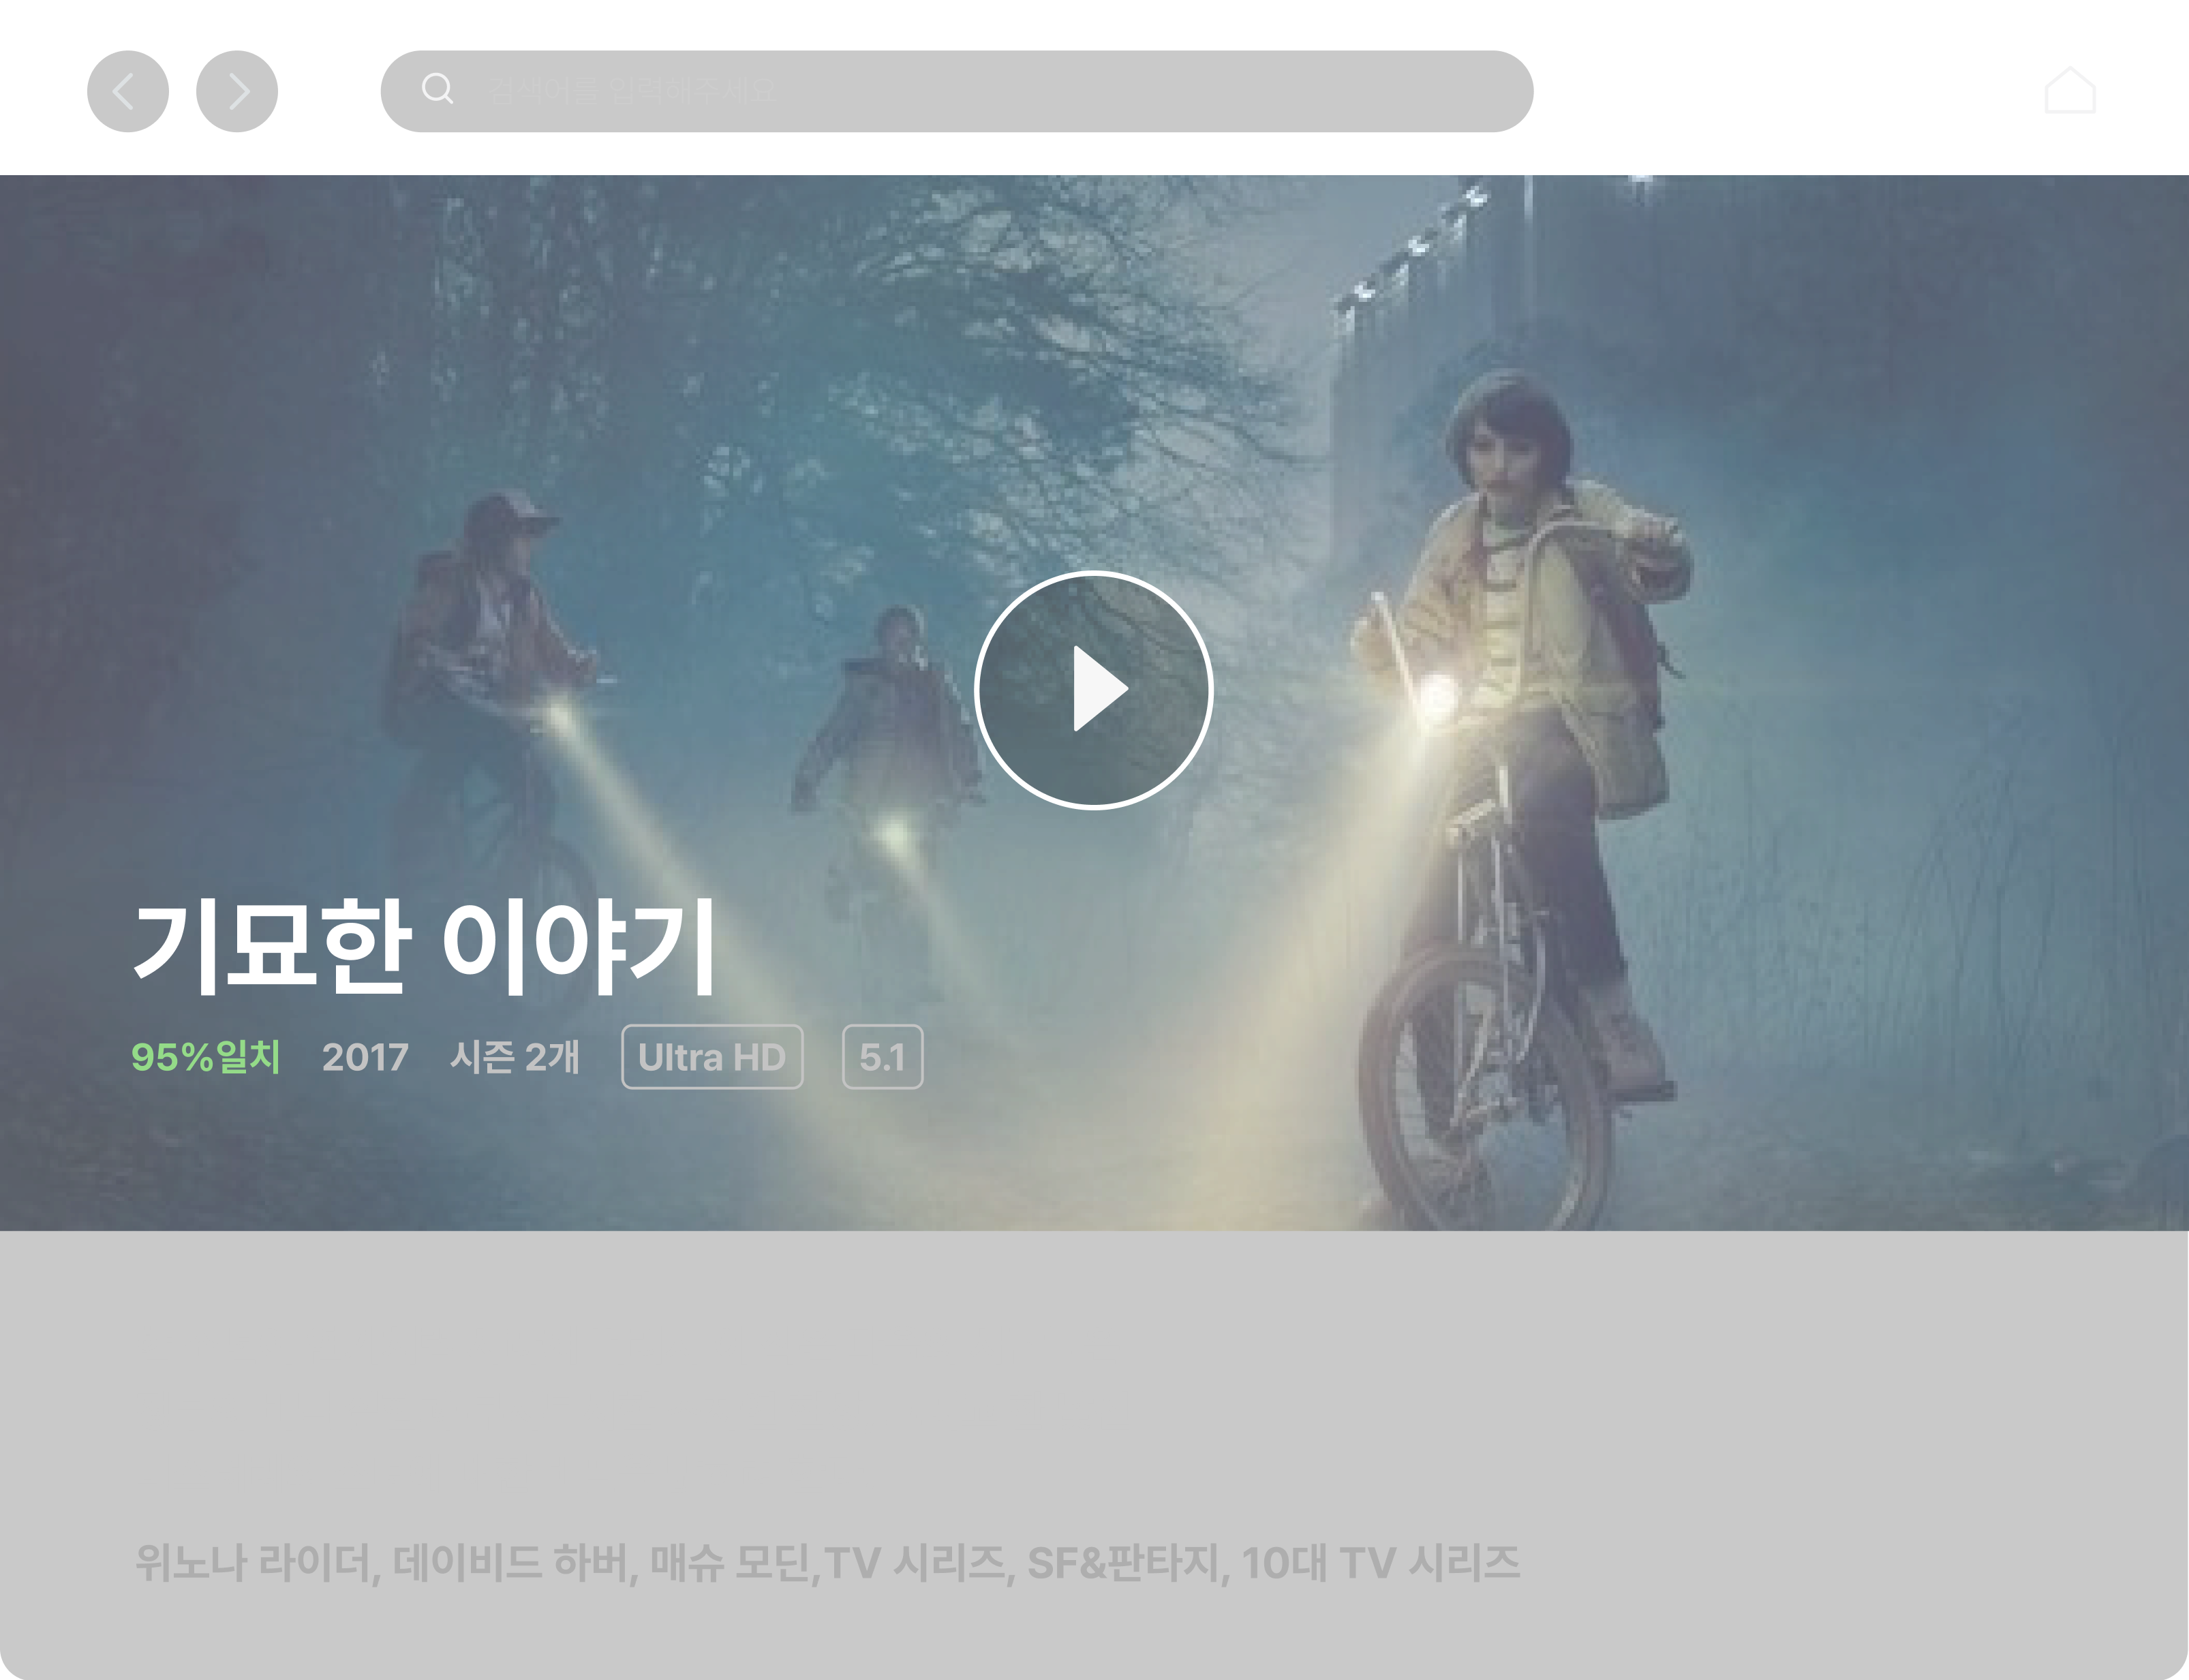 검색어를 입력해주세요
기묘한 이야기
95%일치 2017 시즌 2개 Ultra HD 5.1
위노나 라이더, 데이비드 하버, 매슈 모딘,TV 시리즈, SF&판타지, 10대 TV 시리즈